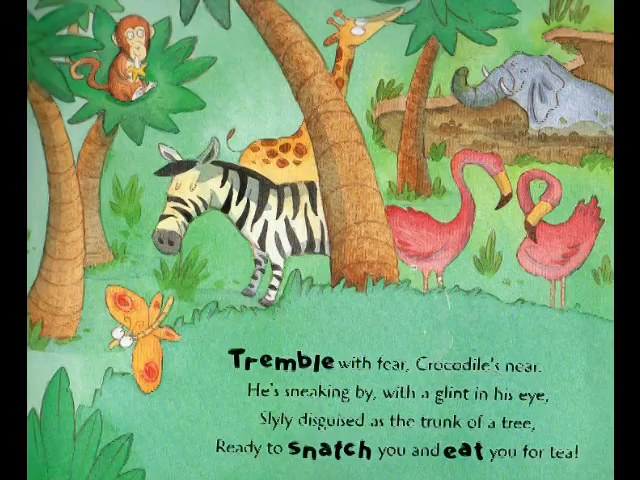 Tremble with fear, Crocodile's near.
He's sneaking by, with a glint in his eye,
Slyly disguised as the trunk of a tree,
Ready to snatch you and eat you for tea!